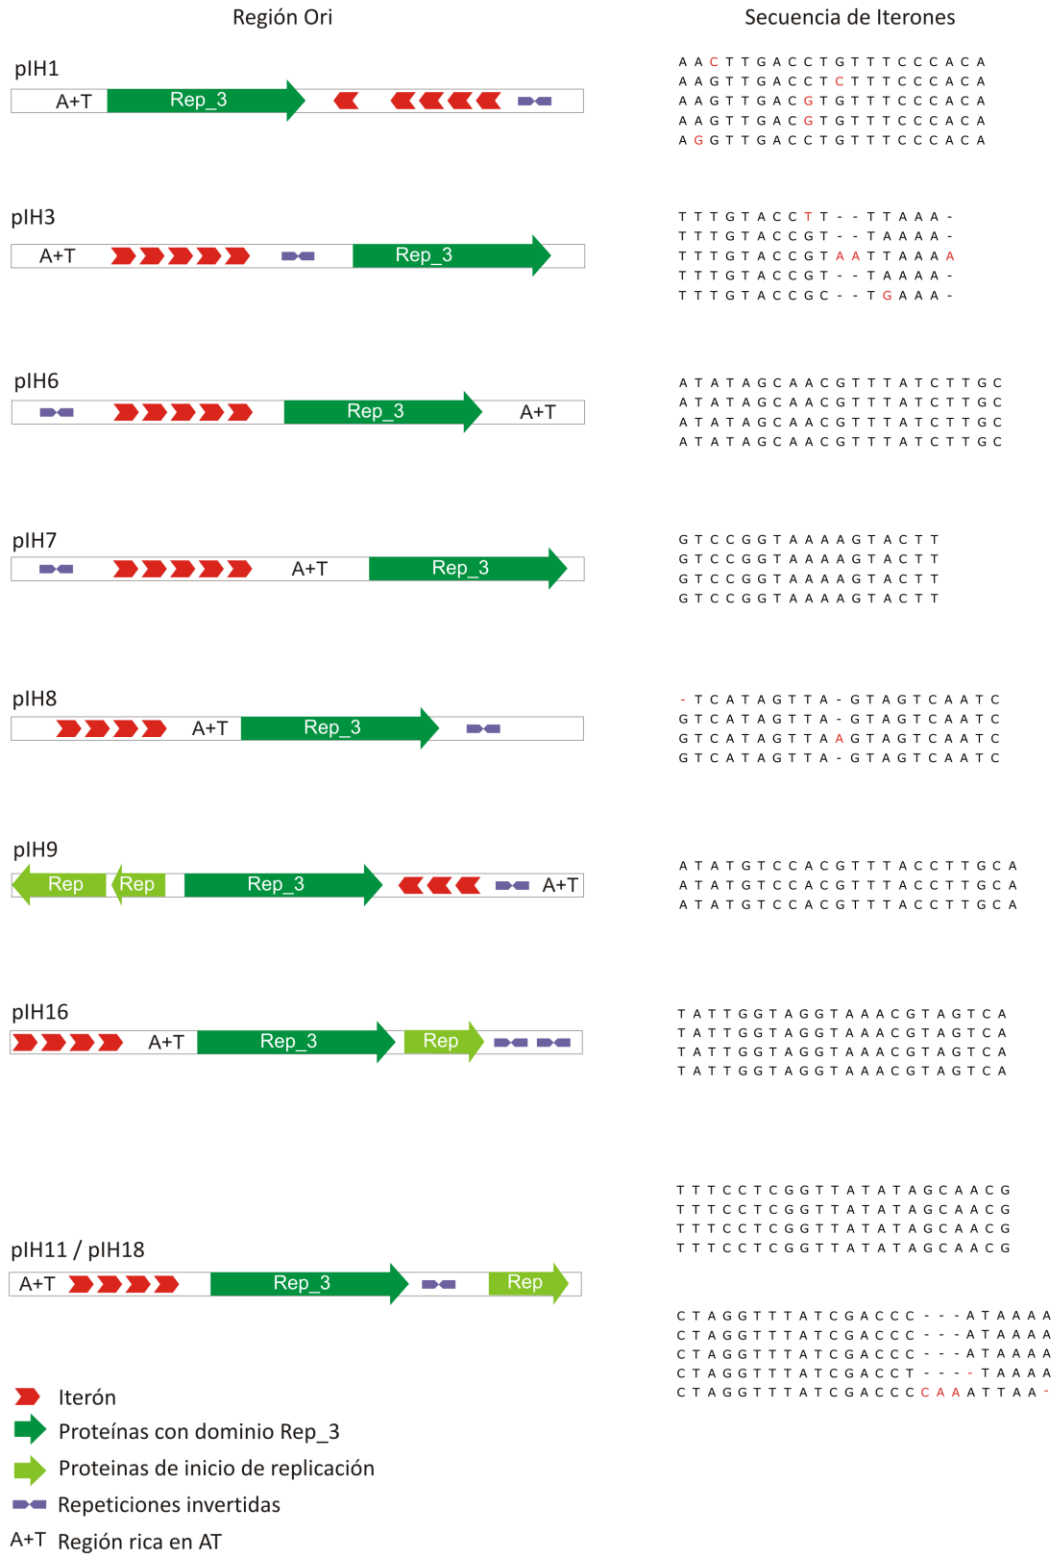 Región Ori
Secuencia de Iterones
pIH1
A+T Rep_3
A A C T T G A C C T G T T T C C C A C A
A A G T T G A C C T C T T T C C C A C A
A A G T T G A C G T G T T T C C C A C A
A A G T T G A C G T G T T T C C C A C A
A G G T T G A C C T G T T T C C C A C A
pIH3
A+T Rep_3
T T T G T A C C T T - - T T A A A -
T T T G T A C C G T - - T A A A A -
T T T G T A C C G T A A T T A A A A
T T T G T A C C G T - - T A A A A -
T T T G T A C C G C - - T G A A A -
pIH6
Rep_3 A+T
A T A T A G C A A C G T T T A T C T T G C
A T A T A G C A A C G T T T A T C T T G C
A T A T A G C A A C G T T T A T C T T G C
A T A T A G C A A C G T T T A T C T T G C
pIH7
A+T Rep_3
G T C C G G T A A A A G T A C T T
G T C C G G T A A A A G T A C T T
G T C C G G T A A A A G T A C T T
G T C C G G T A A A A G T A C T T
pIH8
A+T Rep_3
- T C A T A G T T A - G T A G T C A A T C
G T C A T A G T T A - G T A G T C A A T C
G T C A T A G T T A A G T A G T C A A T C
G T C A T A G T T A - G T A G T C A A T C
pIH9
Rep Rep Rep_3 A+T
A T A T G T C C A C G T T T A C C T T G C A
A T A T G T C C A C G T T T A C C T T G C A
A T A T G T C C A C G T T T A C C T T G C A
pIH16
A+T Rep_3 Rep
T A T T G G T A G G T A A A C G T A G T C A
T A T T G G T A G G T A A A C G T A G T C A
T A T T G G T A G G T A A A C G T A G T C A
T A T T G G T A G G T A A A C G T A G T C A
pIH11 / pIH18
A+T Rep_3 Rep
T T T C C T C G G T T A T A T A G C A A C G
T T T C C T C G G T T A T A T A G C A A C G
T T T C C T C G G T T A T A T A G C A A C G
T T T C C T C G G T T A T A T A G C A A C G
C T A G G T T T A T C G A C C C - - - A T A A A A
C T A G G T T T A T C G A C C C - - - A T A A A A
C T A G G T T T A T C G A C C C - - - A T A A A A
C T A G G T T T A T C G A C C T - - - - T A A A A
C T A G G T T T A T C G A C C C C A A A T T A A -
Iterón
Proteínas con dominio Rep_3
Proteinas de inicio de replicación
Repeticiones invertidas
A+T Región rica en AT